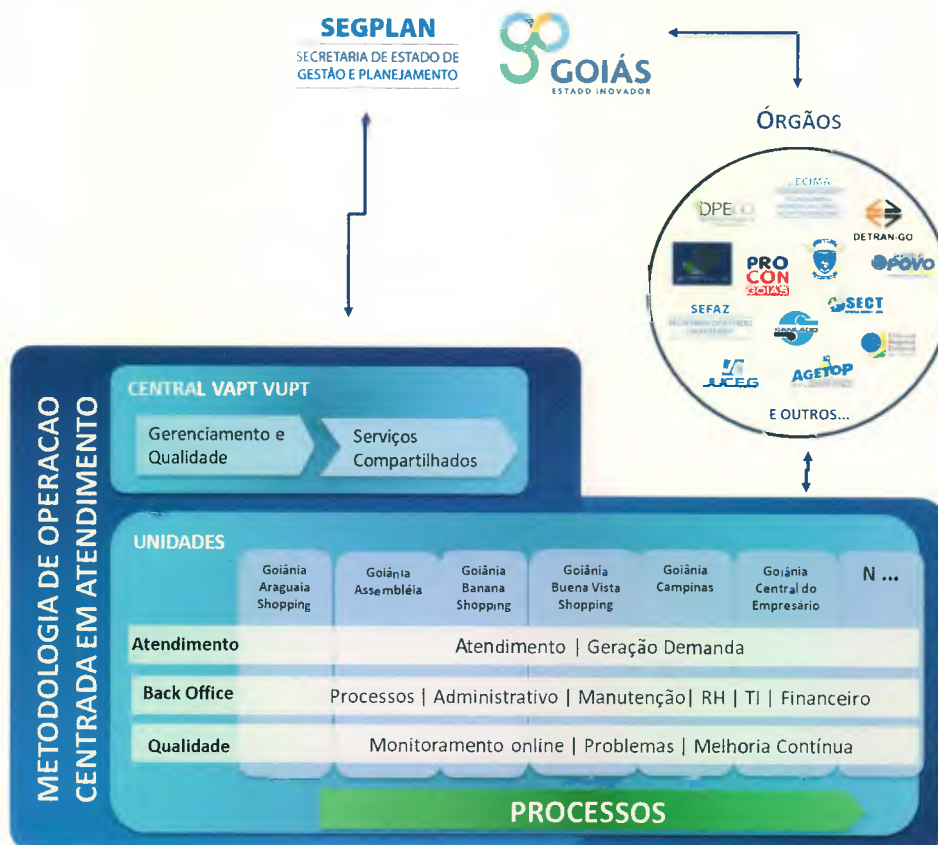 SEGPLAN
SECRETARIA DE ESTADO DE
GESTÃO E PLANEJAMENTO
GOIÁS
ESTADO INOVADOR
ÓRGÃOS
DPE
DETRAN-GO
PRO
CON
GOIÁS
POVO
SEFAZ
SECT
JUCEG
AGETOP
E OUTROS...
METODOLOGIA DE OPERACAO
CENTRADA EM ATENDIMENTO
CENTRAL VAPT VUPT
Gerenciamento e
Qualidade
Serviços
Compartilhados
UNIDADES
Goiânia
Araguaia
Shopping
Goiânia
Assembléia
Goiânia
Banana
Shopping
Goiânia
Buena Vista
Shopping
Goiânia
Campinas
Goiânia
Central do
Empresário
N ...
Atendimento
Atendimento | Geração Demanda
Back Office
Processos | Administrativo | Manutenção| RH | TI | Financeiro
Qualidade
Monitoramento online | Problemas | Melhoria Contínua
PROCESSOS